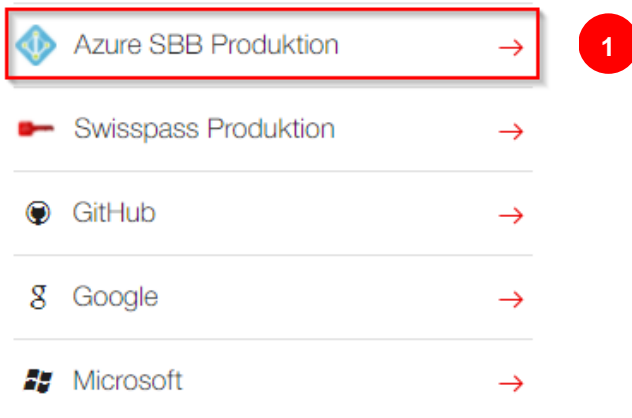 Azure SBB Produktion
1
Swisspass Produktion
GitHub
Google
Microsoft